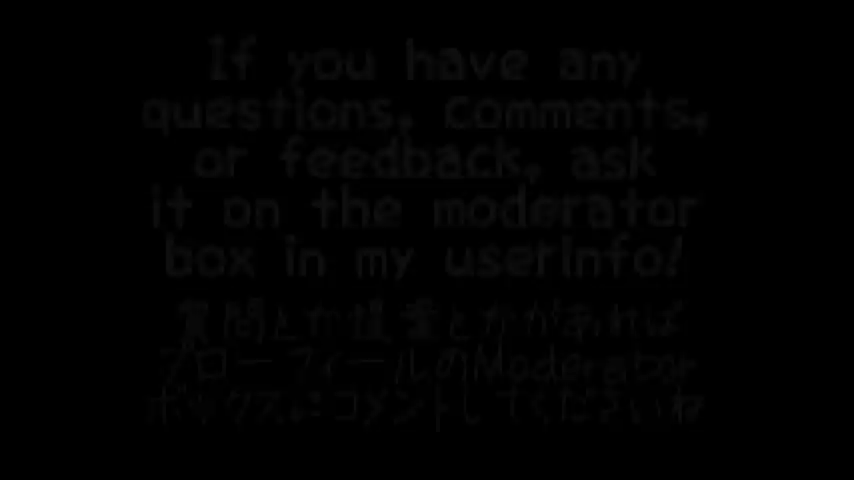 If you have any
questions, comments,
or feedback, ask
it on the moderator
box in my userinfo!
質問とか提案とかがあれば
プローフィールのModerator
ボックスにコメントしてくださいね